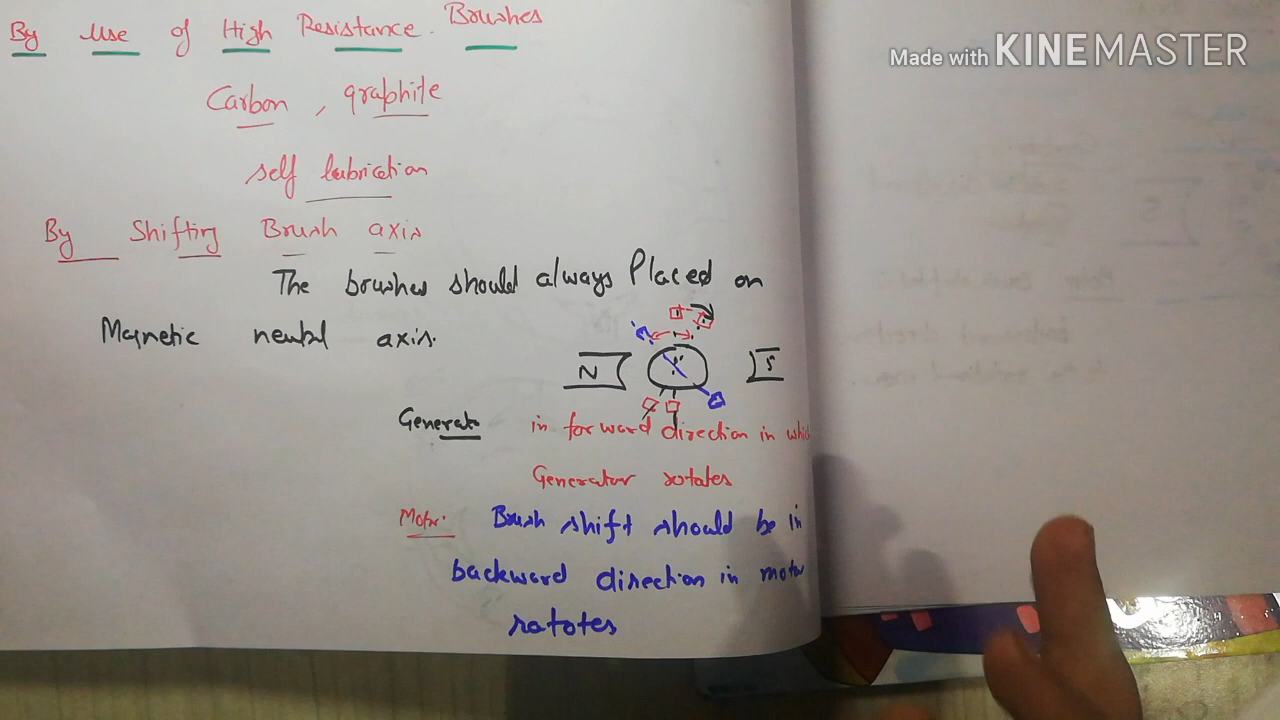 By use of High Resistance Brushes
Made with KINEMASTER
Carbon, graphite
self lubrication
By Shifting Brush axis
The brushes should always Placed on
Magnetic neutral axis.
N S
Generator in forward direction in which
Generator rotates
Motor. Brush shift should be in
backward direction in motor
rotates